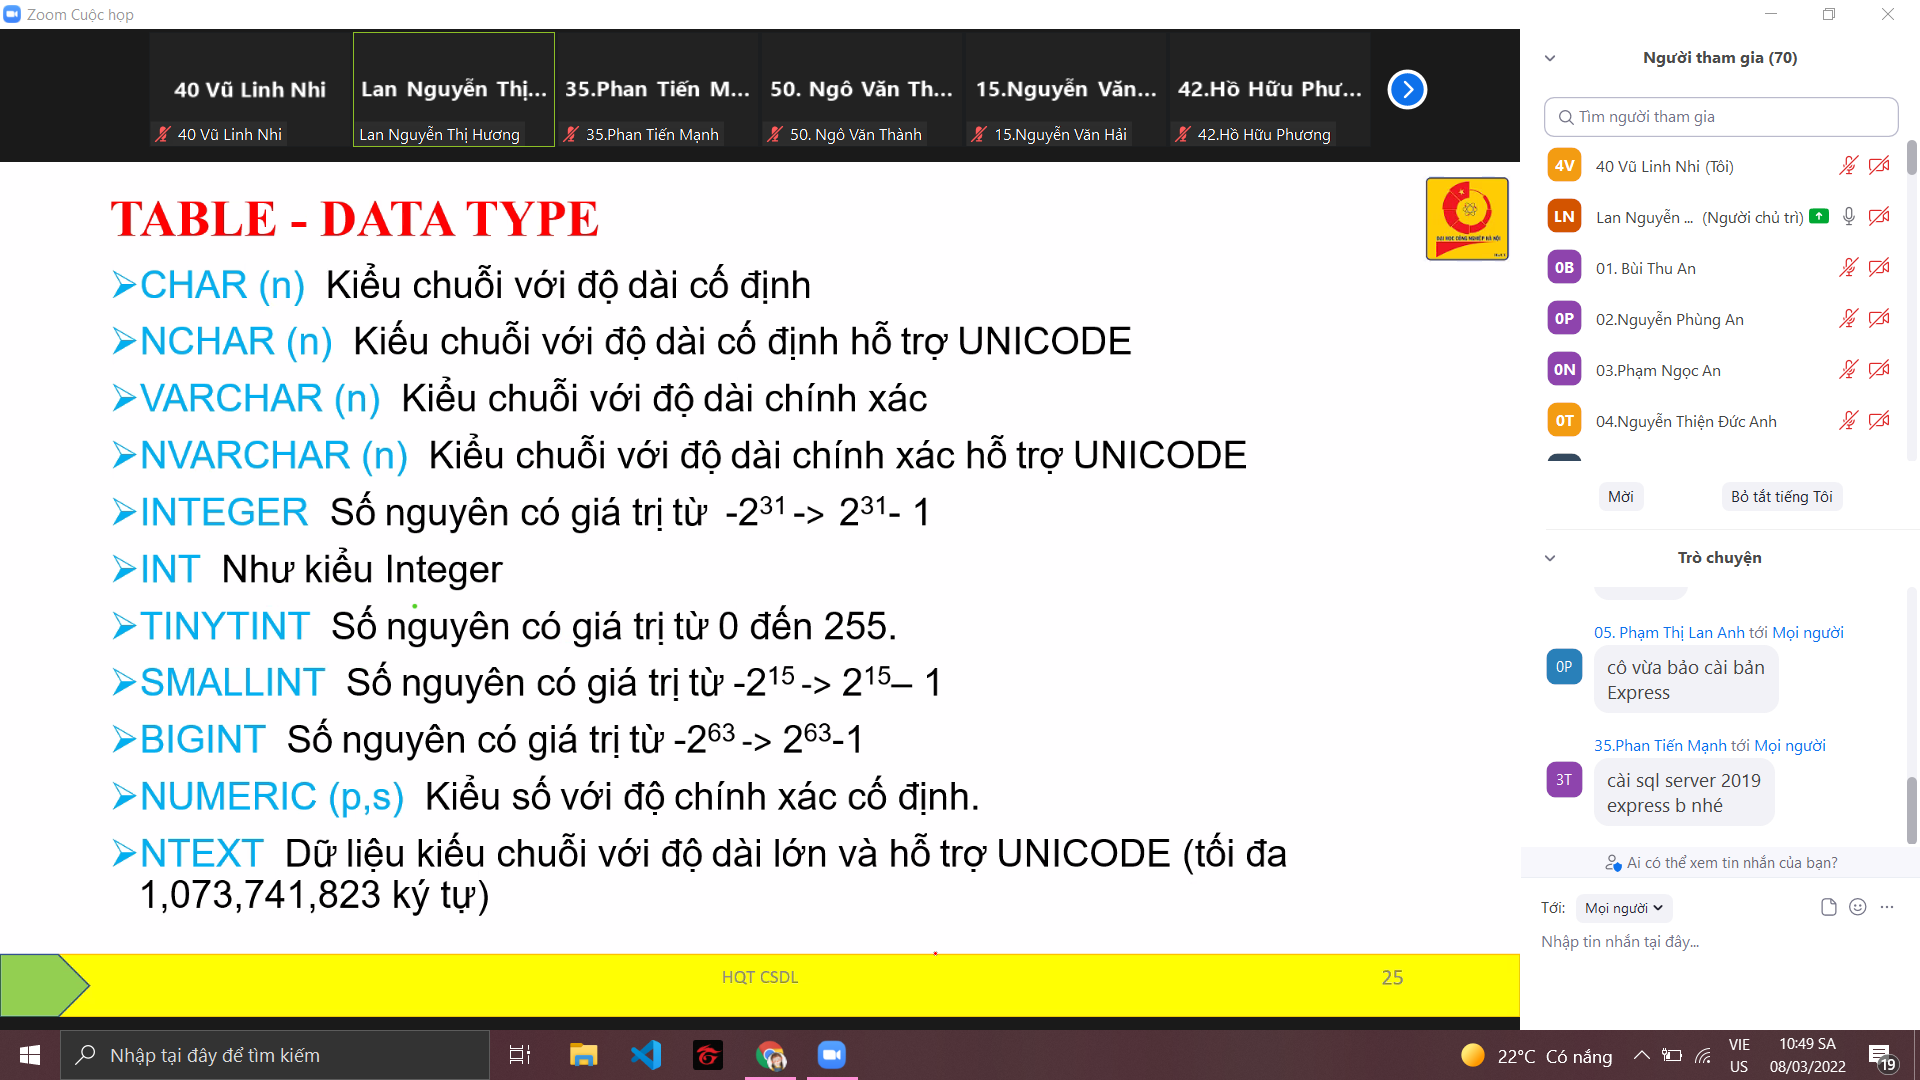 Zoom Cuộc họp
40 Vũ Linh Nhi
Lan Nguyễn Thị...
35.Phan Tiến M...
50. Ngô Văn Th...
15.Nguyễn Văn...
42.Hồ Hữu Phư...
40 Vũ Linh Nhi
Lan Nguyễn Thị Hương
35.Phan Tiến Mạnh
50. Ngô Văn Thành
15.Nguyễn Văn Hải
42.Hồ Hữu Phương
TABLE - DATA TYPE
ĐẠI HỌC CÔNG NGHIỆP HÀ NỘI
➢CHAR (n) Kiểu chuỗi với độ dài cố định
➢NCHAR (n) Kiểu chuỗi với độ dài cố định hỗ trợ UNICODE
➢VARCHAR (n) Kiểu chuỗi với độ dài chính xác
➢NVARCHAR (n) Kiểu chuỗi với độ dài chính xác hỗ trợ UNICODE
➢INTEGER Số nguyên có giá trị từ -2³¹ -> 2³¹- 1
➢INT Như kiểu Integer
➢TINYTINT Số nguyên có giá trị từ 0 đến 255.
➢SMALLINT Số nguyên có giá trị từ -2¹⁵ -> 2¹⁵– 1
➢BIGINT Số nguyên có giá trị từ -2⁶³ -> 2⁶³-1
➢NUMERIC (p,s) Kiểu số với độ chính xác cố định.
➢NTEXT Dữ liệu kiểu chuỗi với độ dài lớn và hỗ trợ UNICODE (tối đa
1,073,741,823 ký tự)
HQT CSDL
25
Người tham gia (70)
Tìm người tham gia
4V 40 Vũ Linh Nhi (Tôi)
LN Lan Nguyễn ... (Người chủ trì)
0B 01. Bùi Thu An
0P 02.Nguyễn Phùng An
0N 03.Phạm Ngọc An
0T 04.Nguyễn Thiện Đức Anh
Mời
Bỏ tắt tiếng Tôi
Trò chuyện
05. Phạm Thị Lan Anh tới Mọi người
0P
cô vừa bảo cài bản
Express
35.Phan Tiến Mạnh tới Mọi người
3T
cài sql server 2019
express b nhé
Ai có thể xem tin nhắn của bạn?
Tới: Mọi người
Nhập tin nhắn tại đây...
Nhập tại đây để tìm kiếm
22°C Có nắng
VIE
US
10:49 SA
08/03/2022
19